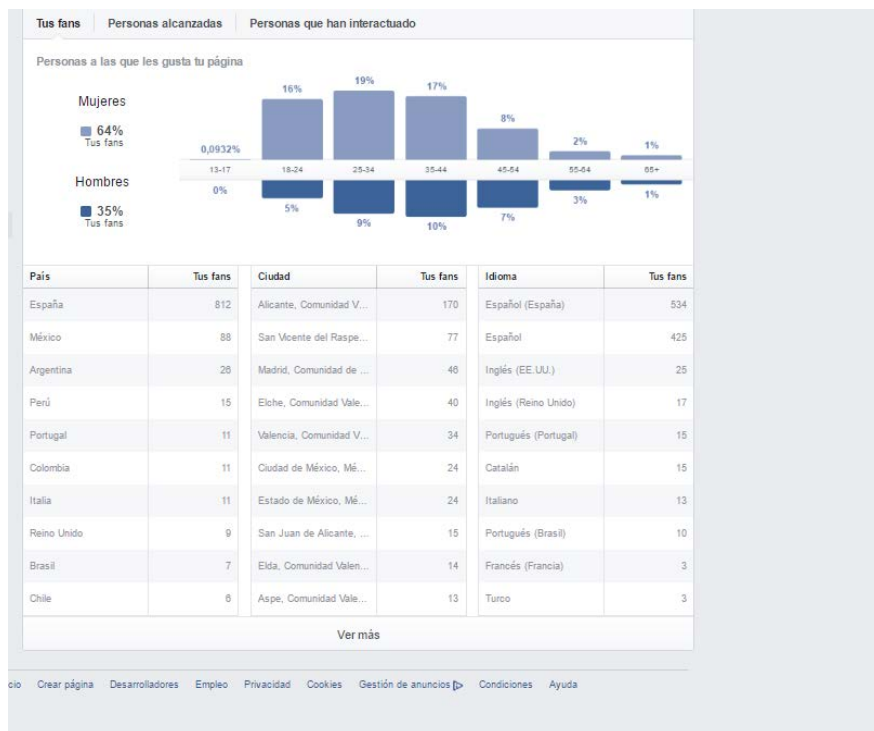 Tus fans Personas alcanzadas Personas que han interactuado
Personas a las que les gusta tu página
Mujeres
64%
Tus fans
0,0932% 16% 19% 17% 8% 2% 1%
13-17 18-24 25-34 35-44 45-54 55-64 65+
Hombres
35%
Tus fans
0% 5% 9% 10% 7% 3% 1%
País Tus fans Ciudad Tus fans Idioma Tus fans
España 812 Alicante, Comunidad V... 170 Español (España) 534
México 88 San Vicente del Raspe... 77 Español 425
Argentina 26 Madrid, Comunidad de ... 46 Inglés (EE.UU.) 25
Perú 15 Elche, Comunidad Vale... 40 Inglés (Reino Unido) 17
Portugal 11 Valencia, Comunidad V... 34 Portugués (Portugal) 15
Colombia 11 Ciudad de México, Mé... 24 Catalán 15
Italia 11 Estado de México, Mé... 24 Italiano 13
Reino Unido 9 San Juan de Alicante, ... 15 Portugués (Brasil) 10
Brasil 7 Elda, Comunidad Valen... 14 Francés (Francia) 3
Chile 6 Aspe, Comunidad Vale... 13 Turco 3
Ver más
cio Crear página Desarrolladores Empleo Privacidad Cookies Gestión de anuncios Condiciones Ayuda